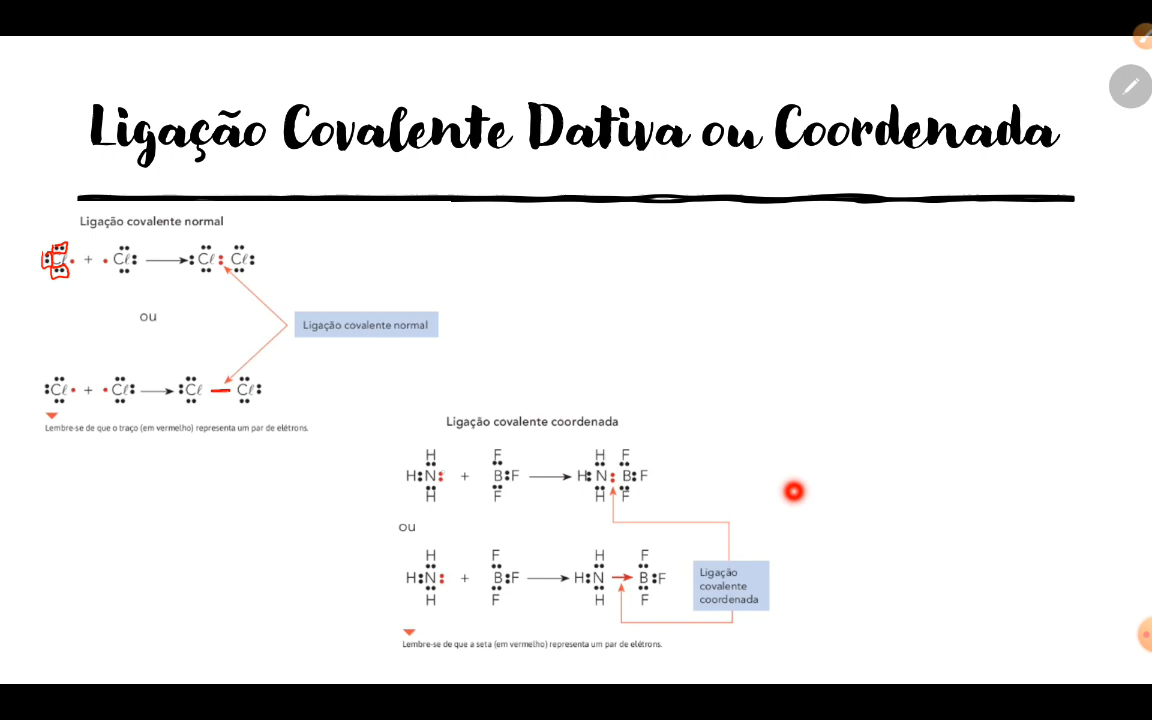 Ligação Covalente Dativa ou Coordenada
Ligação covalente normal
Cℓ + Cℓ Cℓ Cℓ
ou
Ligação covalente normal
Cℓ + Cℓ Cℓ — Cℓ
Lembre-se de que o traço (em vermelho) representa um par de elétrons.
Ligação covalente coordenada
H F H F
H:N: + B:F H:N:B:F
H F H F
ou
H F H F
H:N: + B:F H:N → B:F
H F H F
Ligação
covalente
coordenada
Lembre-se de que a seta (em vermelho) representa um par de elétrons.